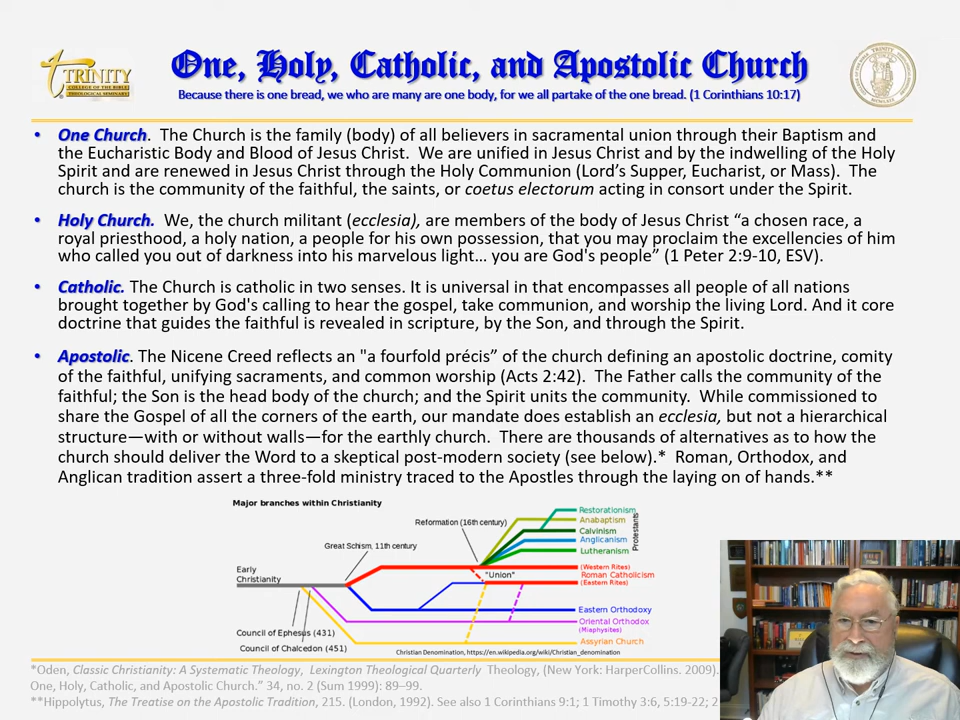 One, Holy, Catholic, and Apostolic Church
TRINITY
COLLEGE OF THE BIBLE
THEOLOGICAL SEMINARY
Because there is one bread, we who are many are one body, for we all partake of the one bread. (1 Corinthians 10:17)
• One Church. The Church is the family (body) of all believers in sacramental union through their Baptism and
the Eucharistic Body and Blood of Jesus Christ. We are unified in Jesus Christ and by the indwelling of the Holy
Spirit and are renewed in Jesus Christ through the Holy Communion (Lord's Supper, Eucharist, or Mass). The
church is the community of the faithful, the saints, or coetus electorum acting in consort under the Spirit.
• Holy Church. We, the church militant (ecclesia), are members of the body of Jesus Christ “a chosen race, a
royal priesthood, a holy nation, a people for his own possession, that you may proclaim the excellencies of him
who called you out of darkness into his marvelous light… you are God's people” (1 Peter 2:9-10, ESV).
• Catholic. The Church is catholic in two senses. It is universal in that encompasses all people of all nations
brought together by God's calling to hear the gospel, take communion, and worship the living Lord. And it core
doctrine that guides the faithful is revealed in scripture, by the Son, and through the Spirit.
• Apostolic. The Nicene Creed reflects an "a fourfold précis” of the church defining an apostolic doctrine, comity
of the faithful, unifying sacraments, and common worship (Acts 2:42). The Father calls the community of the
faithful; the Son is the head body of the church; and the Spirit unites the community. While commissioned to
share the Gospel of all the corners of the earth, our mandate does establish an ecclesia, but not a hierarchical
structure—with or without walls—for the earthly church. There are thousands of alternatives as to how the
church should deliver the Word to a skeptical post-modern society (see below).* Roman, Orthodox, and
Anglican tradition assert a three-fold ministry traced to the Apostles through the laying on of hands.**
Major branches within Christianity
Restorationism
Anabaptism
Calvinism
Anglicanism
Lutheranism
Protestants
Reformation (16th century)
Great Schism, 11th century
Early
Christianity
"Union"
(Western Rites)
Roman Catholicism
(Eastern Rites)
Eastern Orthodoxy
Oriental Orthodox
(Miaphysites)
Assyrian Church
Council of Ephesus (431)
Council of Chalcedon (451)
Christian Denomination, https://en.wikipedia.org/wiki/Christian_denomination
*Oden, Classic Christianity: A Systematic Theology, Lexington Theological Quarterly Theology, (New York: HarperCollins. 2009).
One, Holy, Catholic, and Apostolic Church.” 34, no. 2 (Sum 1999): 89–99.
**Hippolytus, The Treatise on the Apostolic Tradition, 215. (London, 1992). See also 1 Corinthians 9:1; 1 Timothy 3:6, 5:19-22; 2